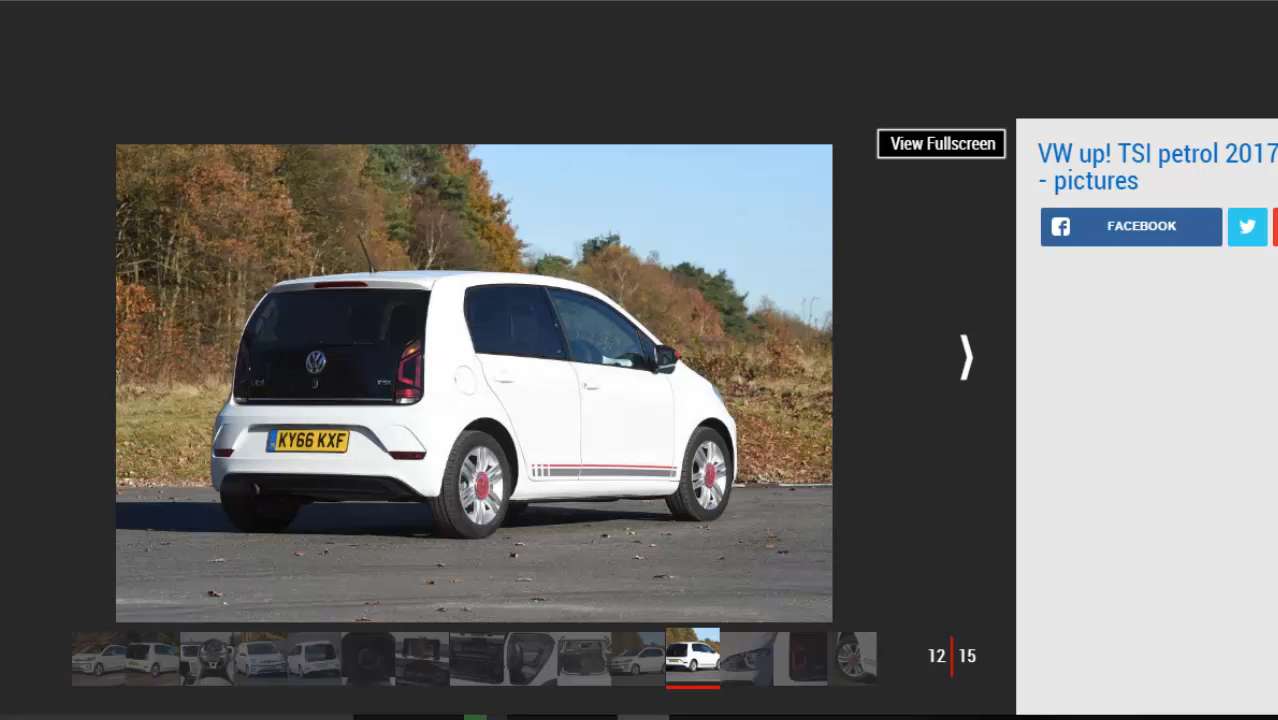 View Fullscreen
VW up! TSI petrol 2017
- pictures
FACEBOOK
KY66 KXF
TSI
12 15